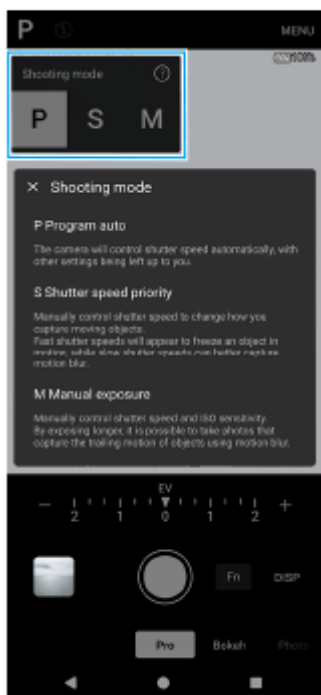 P
MENU
Shooting mode
P S M
× Shooting mode
P Program auto
The camera will control shutter speed automatically, with
other settings being left up to you.
S Shutter speed priority
Manually control shutter speed to change how you
capture moving objects.
Fast shutter speeds will appear to freeze an object in
motion, while slow shutter speeds can better capture
motion blur.
M Manual exposure
Manually control shutter speed and ISO sensitivity.
By exposing longer, it is possible to take photos that
capture the trailing motion of objects using motion blur.
EV
− +
2 1 0 1 2
Fn DISP
Pro Bokeh Photo